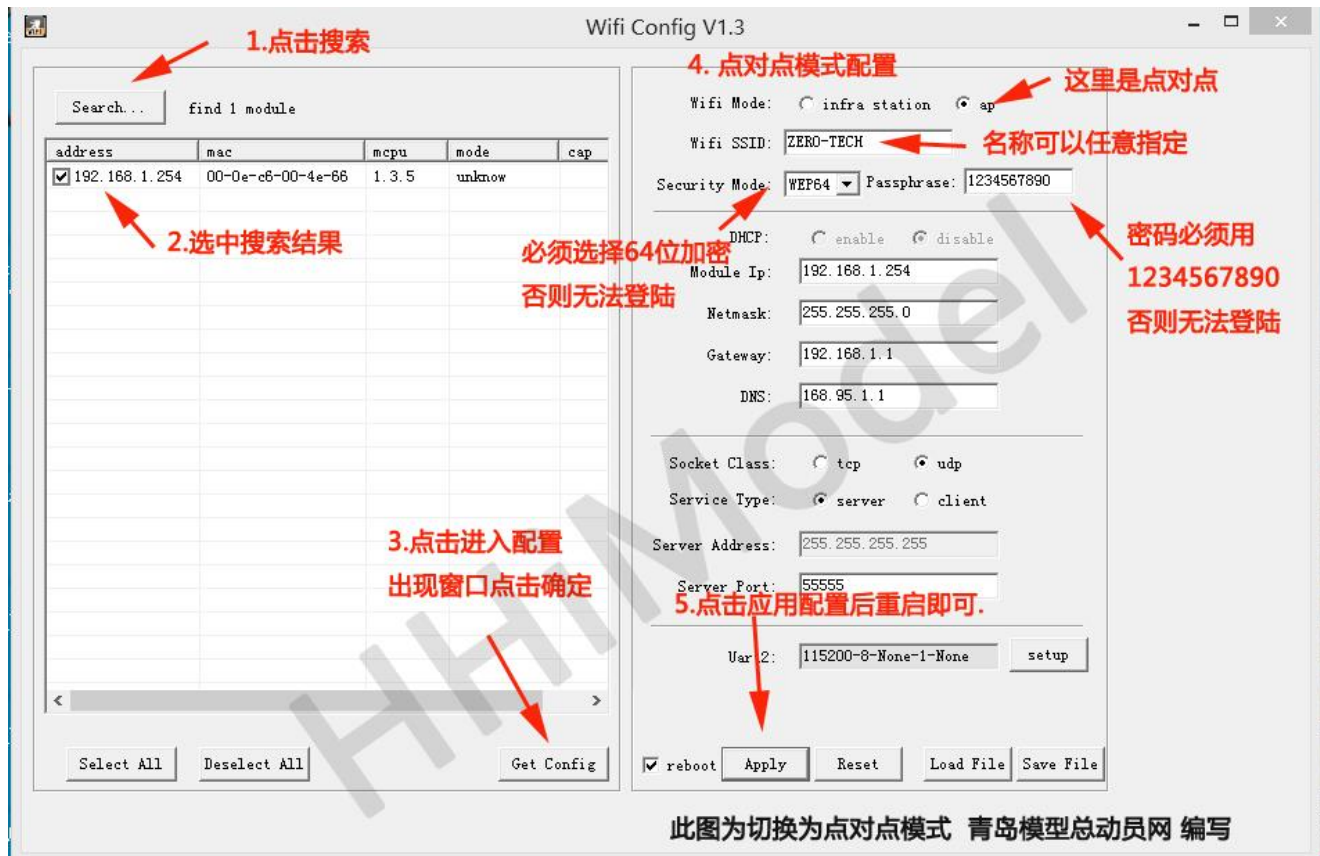 Wifi Config V1.3
1.点击搜索
Search...
find 1 module
address mac mcpu mode cap
192.168.1.254 00-0e-c6-00-4e-66 1.3.5 unknow
2.选中搜索结果
3.点击进入配置
出现窗口点击确定
Select All
Deselect All
Get Config
4. 点对点模式配置
Wifi Mode: infra station ap
这里是点对点
Wifi SSID: ZERO-TECH
名称可以任意指定
Security Mode: WEP64 Passphrase: 1234567890
必须选择64位加密
否则无法登陆
密码必须用
1234567890
否则无法登陆
DHCP: enable disable
Module Ip: 192.168.1.254
Netmask: 255.255.255.0
Gateway: 192.168.1.1
DNS: 168.95.1.1
Socket Class: tcp udp
Service Type: server client
Server Address: 255.255.255.255
Server Port: 55555
5.点击应用配置后重启即可.
Uart2: 115200-8-None-1-None setup
reboot Apply Reset Load File Save File
HHiModel
此图为切换为点对点模式 青岛模型总动员网 编写